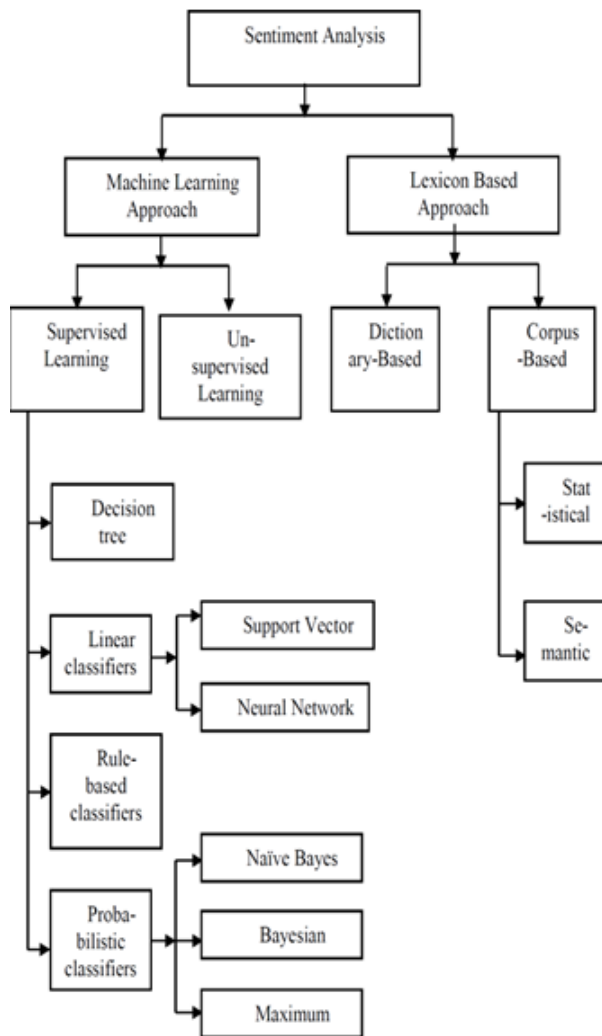 Sentiment Analysis
Machine Learning
Approach
Lexicon Based
Approach
Supervised
Learning
Un-
supervised
Learning
Diction
ary-Based
Corpus
-Based
Decision
tree
Linear
classifiers
Support Vector
Neural Network
Rule-
based
classifiers
Proba-
bilistic
classifiers
Naïve Bayes
Bayesian
Maximum
Stat
-istical
Se-
mantic